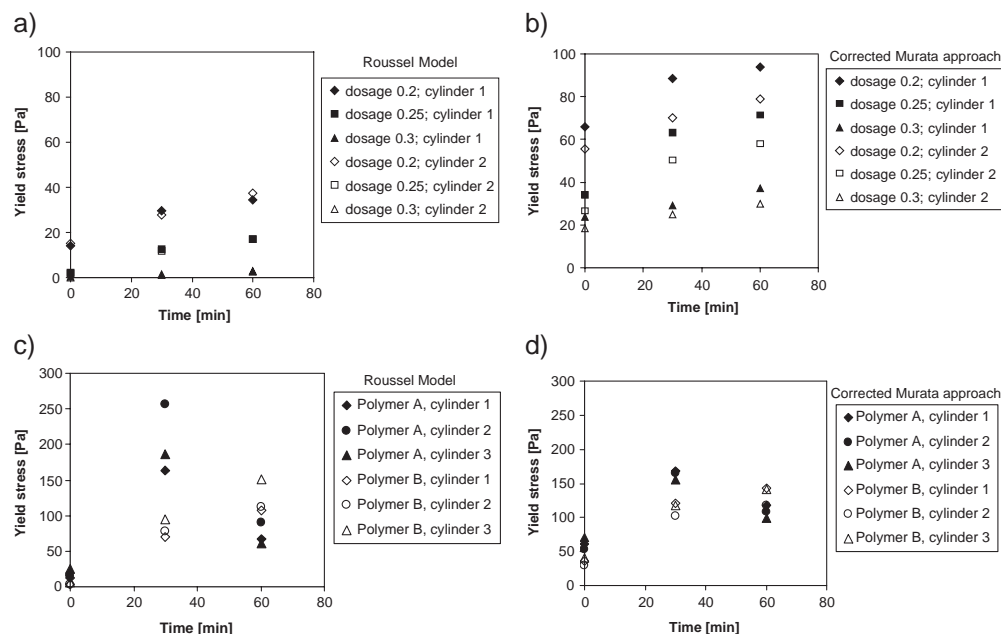 a)
Roussel Model
Yield stress [Pa]
100
80
60
40
20
0
0 20 40 60 80
Time [min]
dosage 0.2; cylinder 1
dosage 0.25; cylinder 1
dosage 0.3; cylinder 1
dosage 0.2; cylinder 2
dosage 0.25; cylinder 2
dosage 0.3; cylinder 2
b)
Corrected Murata approach
Yield stress [Pa]
100
80
60
40
20
0
0 20 40 60 80
Time [min]
dosage 0.2; cylinder 1
dosage 0.25; cylinder 1
dosage 0.3; cylinder 1
dosage 0.2; cylinder 2
dosage 0.25; cylinder 2
dosage 0.3; cylinder 2
c)
Roussel Model
Yield stress [Pa]
300
250
200
150
100
50
0
0 20 40 60 80
Time [min]
Polymer A, cylinder 1
Polymer A, cylinder 2
Polymer A, cylinder 3
Polymer B, cylinder 1
Polymer B, cylinder 2
Polymer B, cylinder 3
d)
Corrected Murata approach
Yield stress [Pa]
300
250
200
150
100
50
0
0 20 40 60 80
Time [min]
Polymer A, cylinder 1
Polymer A, cylinder 2
Polymer A, cylinder 3
Polymer B, cylinder 1
Polymer B, cylinder 2
Polymer B, cylinder 3